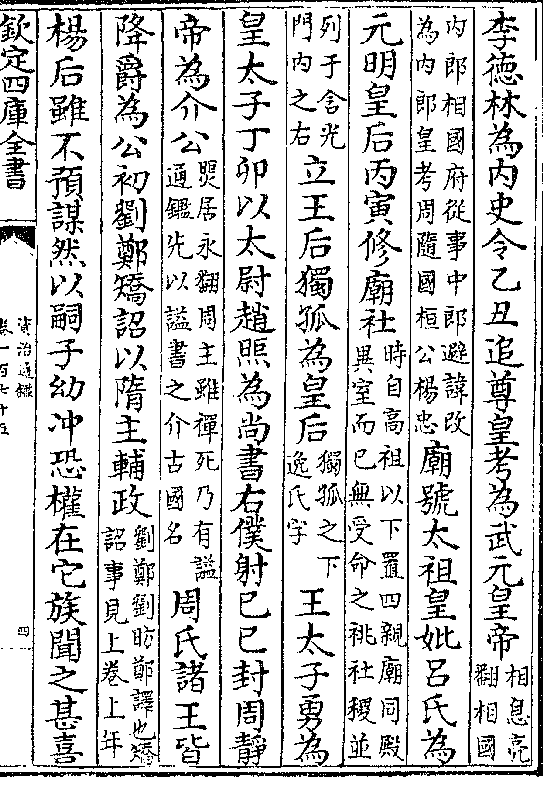 李德林為内史令乙丑追尊皇考為武元皇帝相息亮翻相國
内郎相國府從事中郎避諱改為内郎皇考周隨國桓公楊忠廟號太祖皇妣呂氏為
元明皇后丙寅修廟社時自高祖以下置四親廟同殿異室而已無受命之祧社稷並
列于含光門内之右立王后獨孤為皇后獨孤之下逸氏字王太子勇為
皇太子丁卯以太尉趙煚為尚書右僕射己巳封周靜
帝為介公煚居永翻周主雖禪死乃有諡通鑑先以諡書之介古國名周氏諸王皆
降爵為公初劉鄭矯詔以隋主輔政劉鄭劉昉鄭譯也矯詔事見上卷上年
楊后雖不預謀然以嗣子幼冲恐權在它族聞之甚喜
欽定四庫全書
資治通鑑
卷一百七十五
四